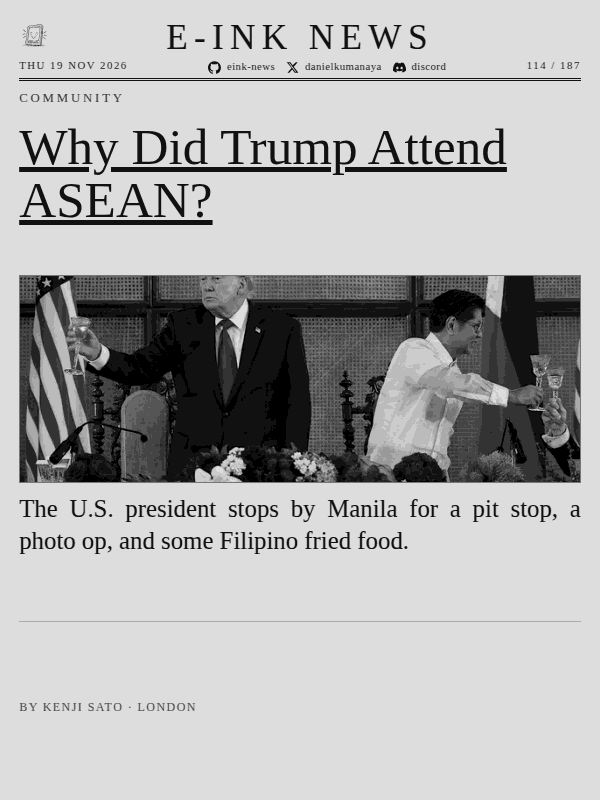 E-INK NEWS
THU 19 NOV 2026
eink-news danielkumanaya discord
114 / 187
COMMUNITY
Why Did Trump Attend
ASEAN?
The U.S. president stops by Manila for a pit stop, a
photo op, and some Filipino fried food.
BY KENJI SATO · LONDON